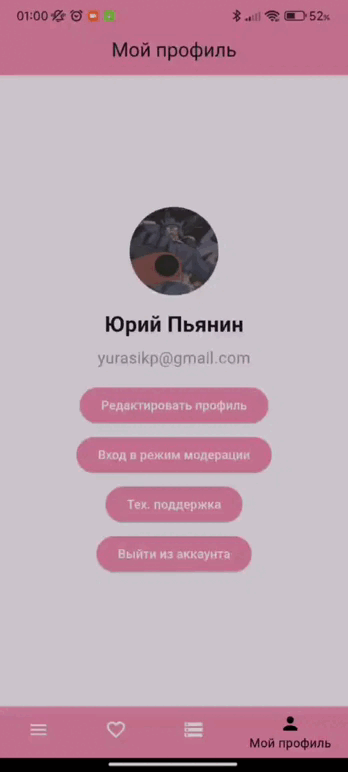 01:00 52%
Мой профиль
Юрий Пьянин
yurasikp@gmail.com
Редактировать профиль
Вход в режим модерации
Тех. поддержка
Выйти из аккаунта
Мой профиль